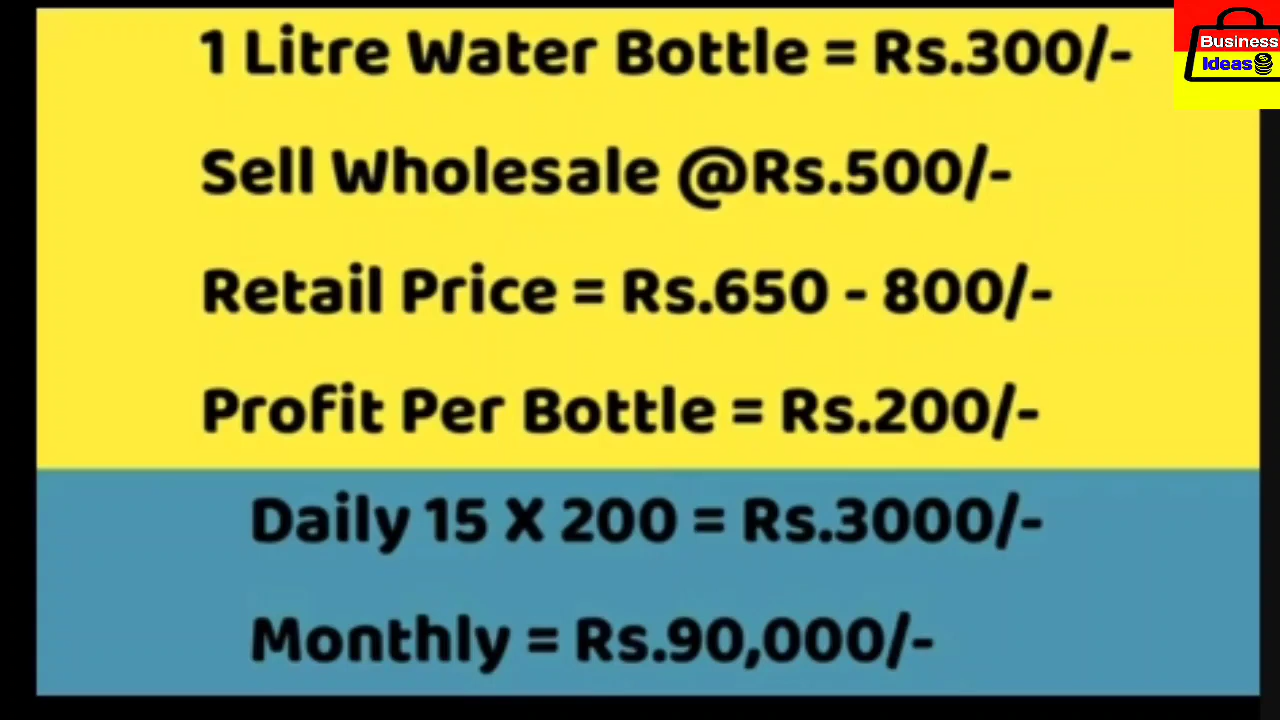 1 Litre Water Bottle = Rs.300/-
Sell Wholesale @Rs.500/-
Retail Price = Rs.650 - 800/-
Profit Per Bottle = Rs.200/-
Daily 15 X 200 = Rs.3000/-
Monthly = Rs.90,000/-
Business
Ideas